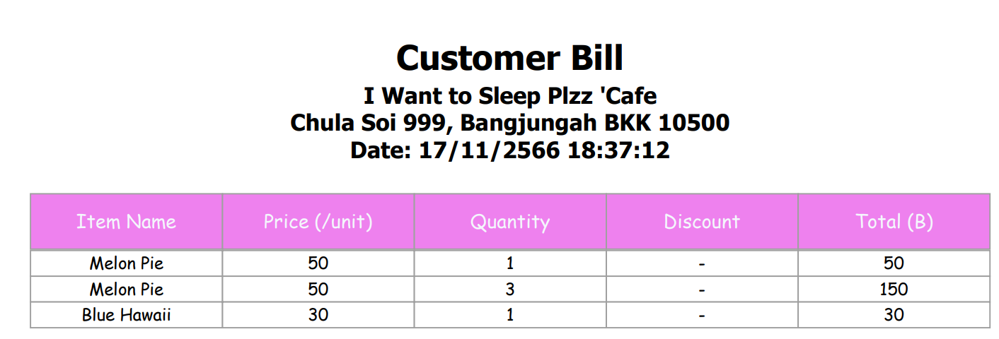 Customer Bill
I Want to Sleep Plzz 'Cafe
Chula Soi 999, Bangjungah BKK 10500
Date: 17/11/2566 18:37:12
Item Name Price (/unit) Quantity Discount Total (B)
Melon Pie 50 1 - 50
Melon Pie 50 3 - 150
Blue Hawaii 30 1 - 30